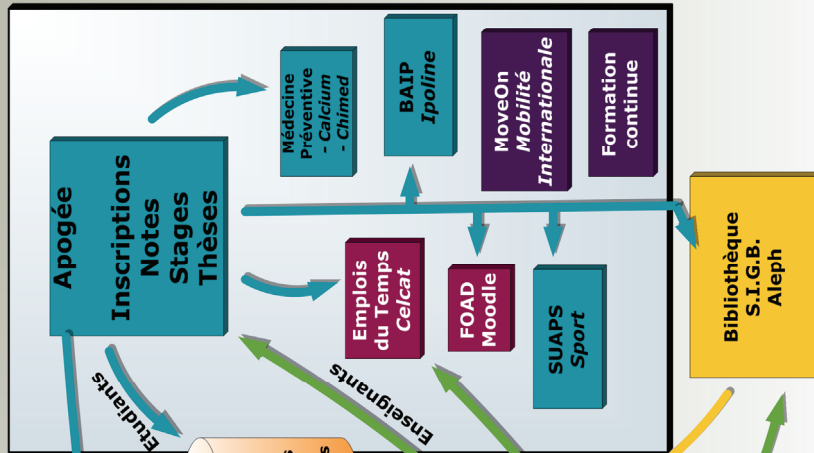 Apogée
Inscriptions
Notes
Stages
Thèses
Médecine
Préventive
- Calcium
- Chimed
BAIP
Ipoline
MoveOn
Mobilité
Internationale
Formation
continue
Emplois
du Temps
Celcat
FOAD
Moodle
SUAPS
Sport
Bibliothèque
S.I.G.B.
Aleph
Etudiants
Enseignants